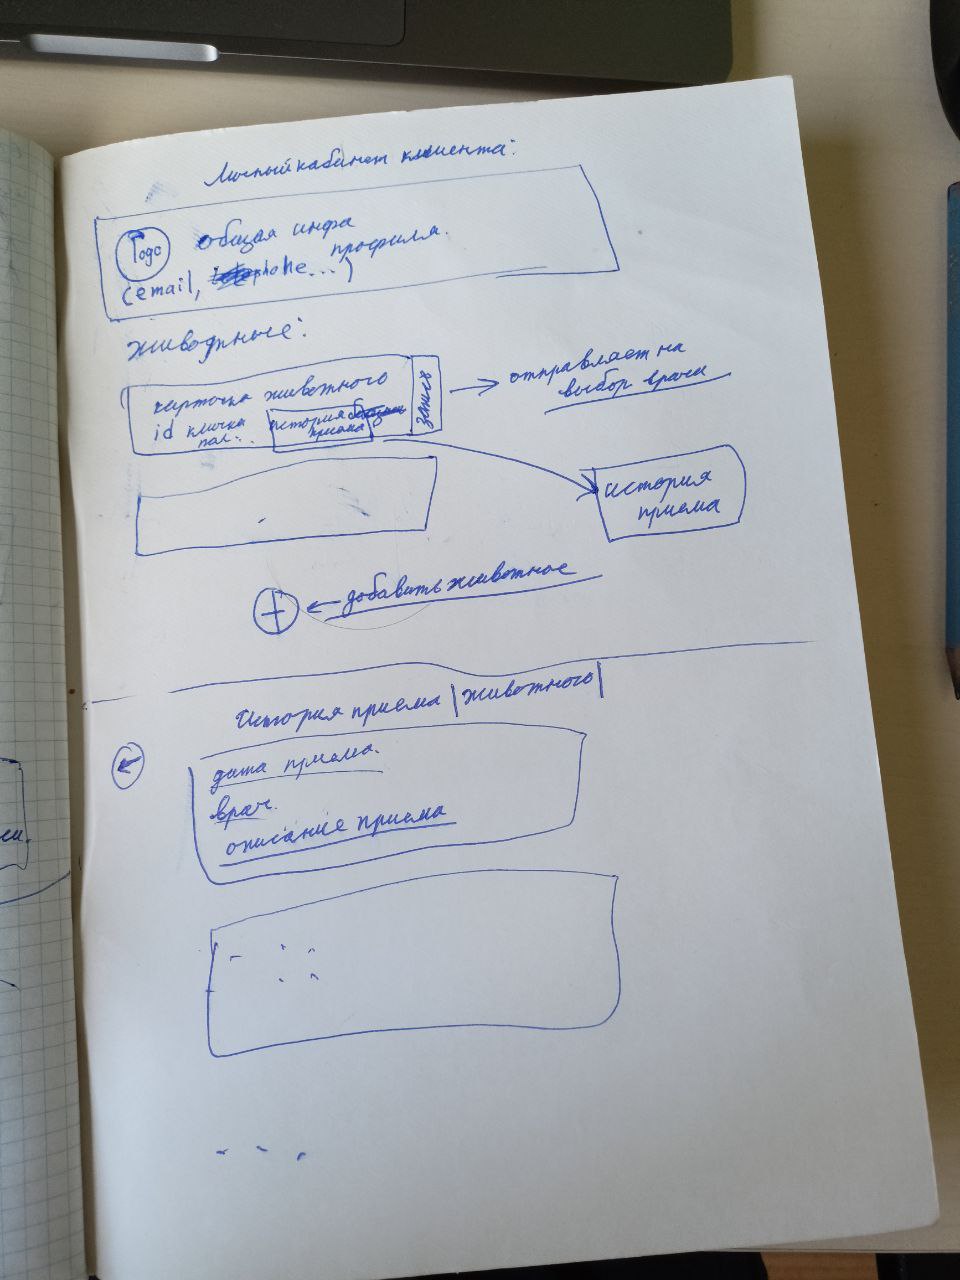 Личный кабинет клиента:
Logo общая инфа
профиля.
(email, phone...)
животные:
карточка животного
id кличка
пол...
история
приема
запись
отправляет на
выбор врача
история
приема
+ ← добавить животное
История приема |животного|
←
дата приема.
врач.
описание приема
...